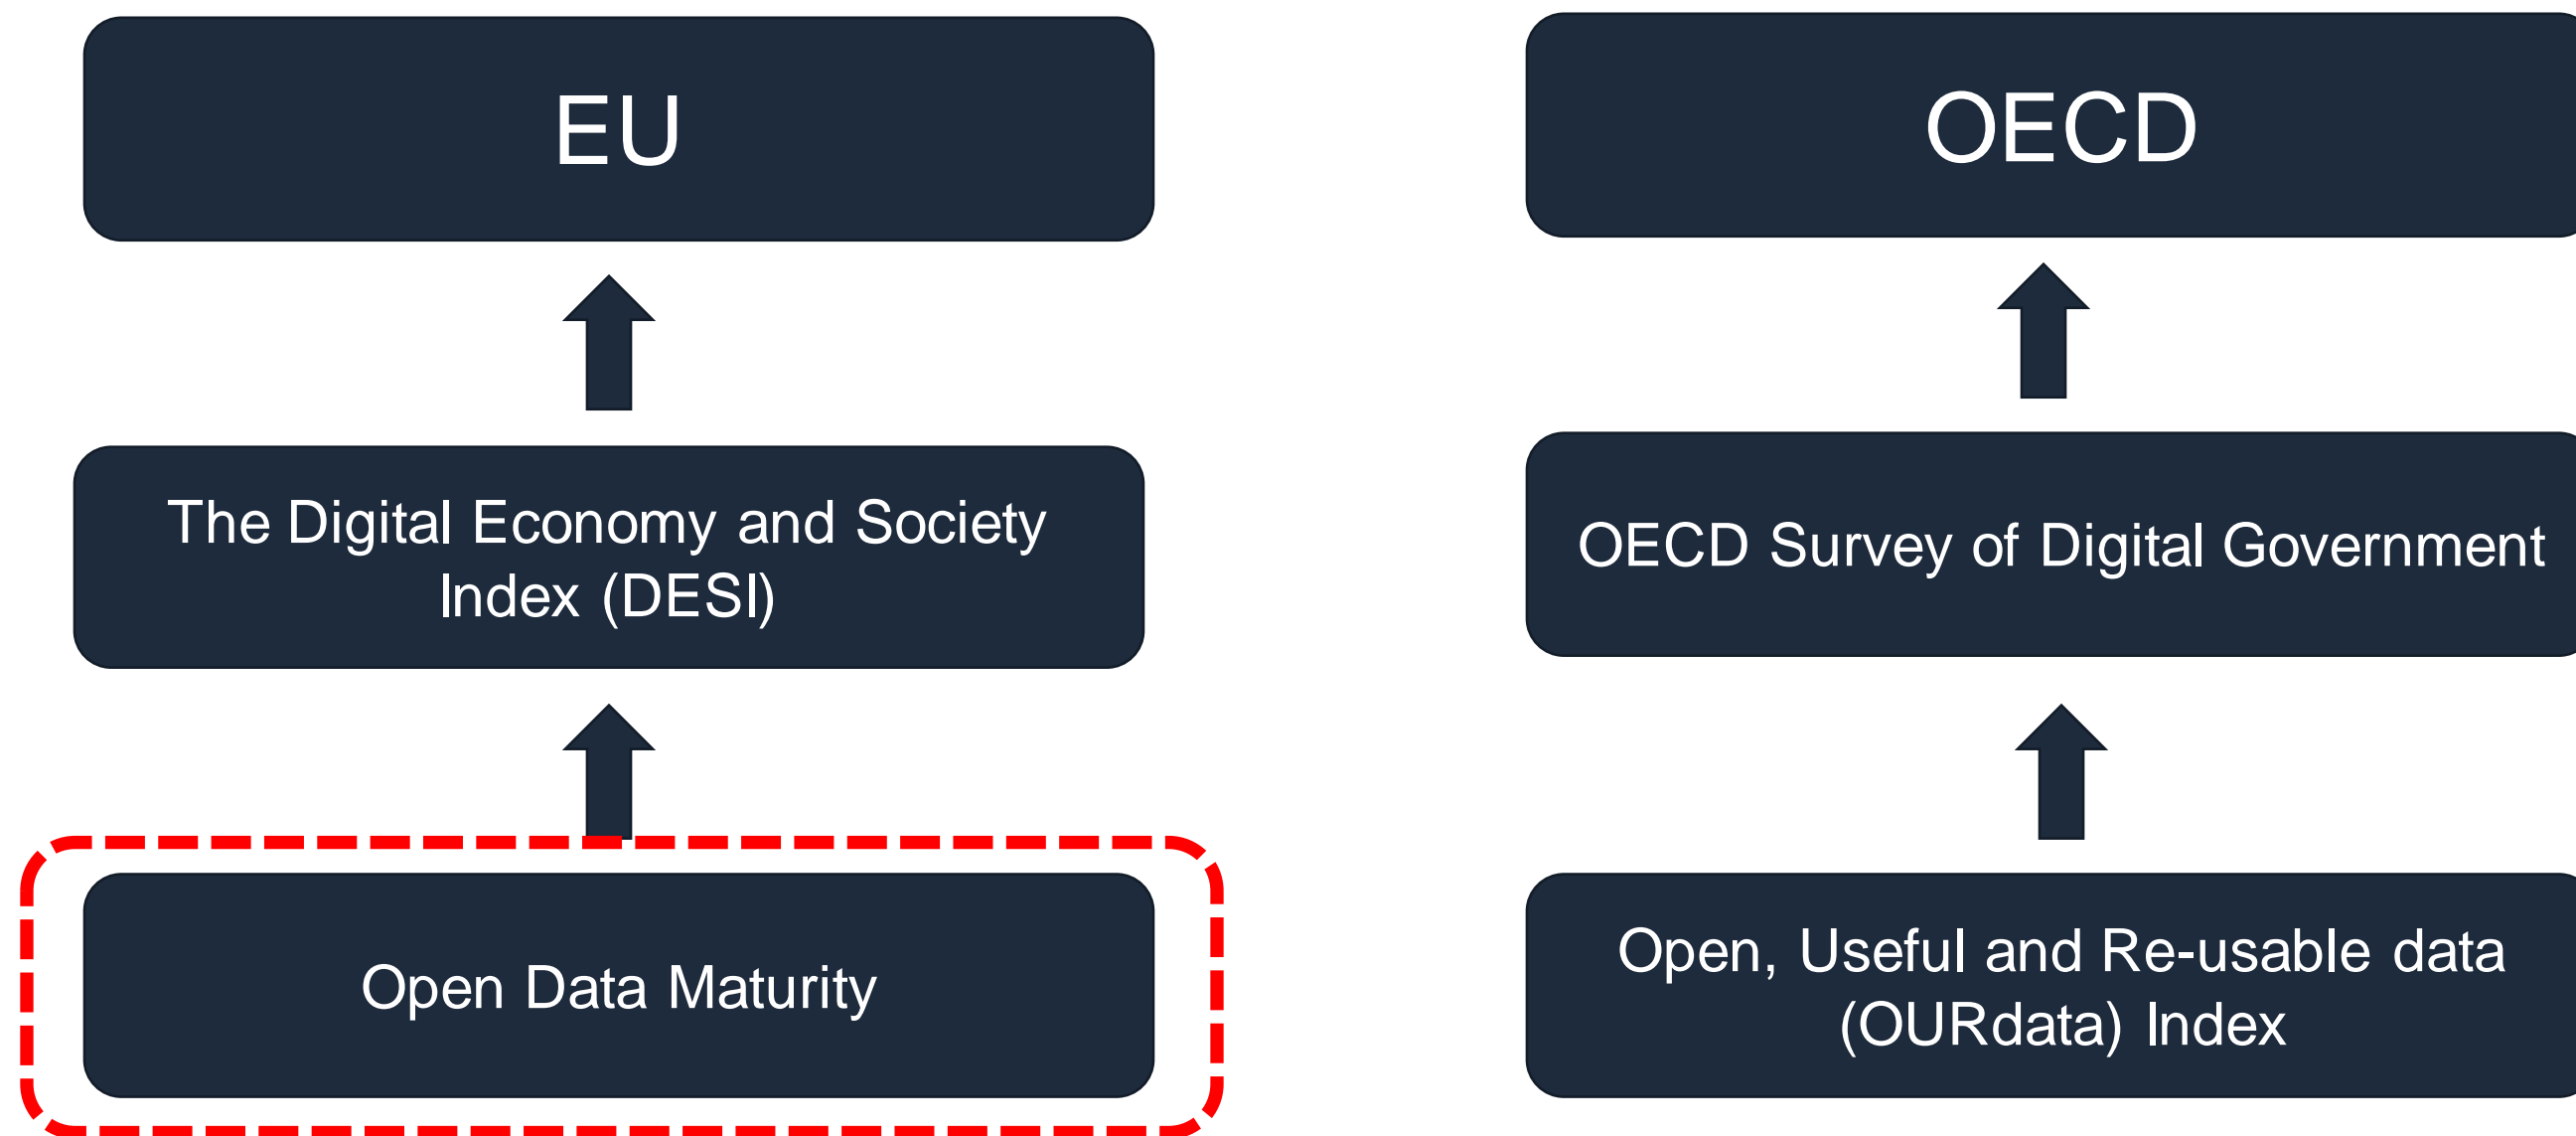 EU
OECD
The Digital Economy and Society
Index (DESI)
OECD Survey of Digital Government
Open Data Maturity
Open, Useful and Re-usable data
(OURdata) Index